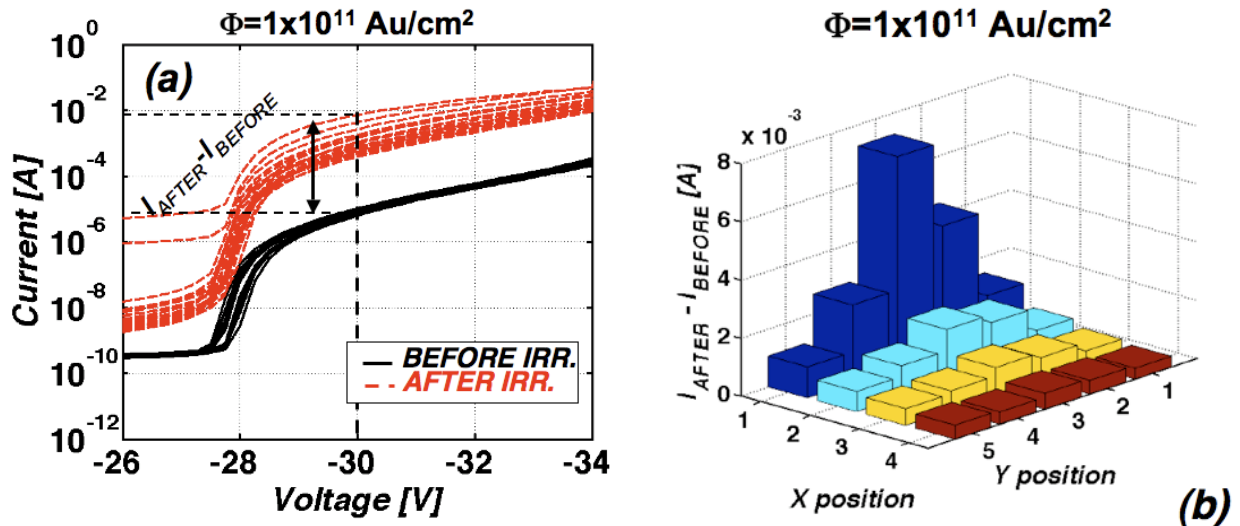 Φ=1x10¹¹ Au/cm²
(a)
I_AFTER-I_BEFORE
Current [A]
10⁰
10⁻²
10⁻⁴
10⁻⁶
10⁻⁸
10⁻¹⁰
10⁻¹²
BEFORE IRR.
AFTER IRR.
-26 -28 -30 -32 -34
Voltage [V]
Φ=1x10¹¹ Au/cm²
x 10⁻³
I_AFTER - I_BEFORE [A]
8
6
4
2
0
1 2 3 4
X position
5 4 3 2 1
Y position
(b)